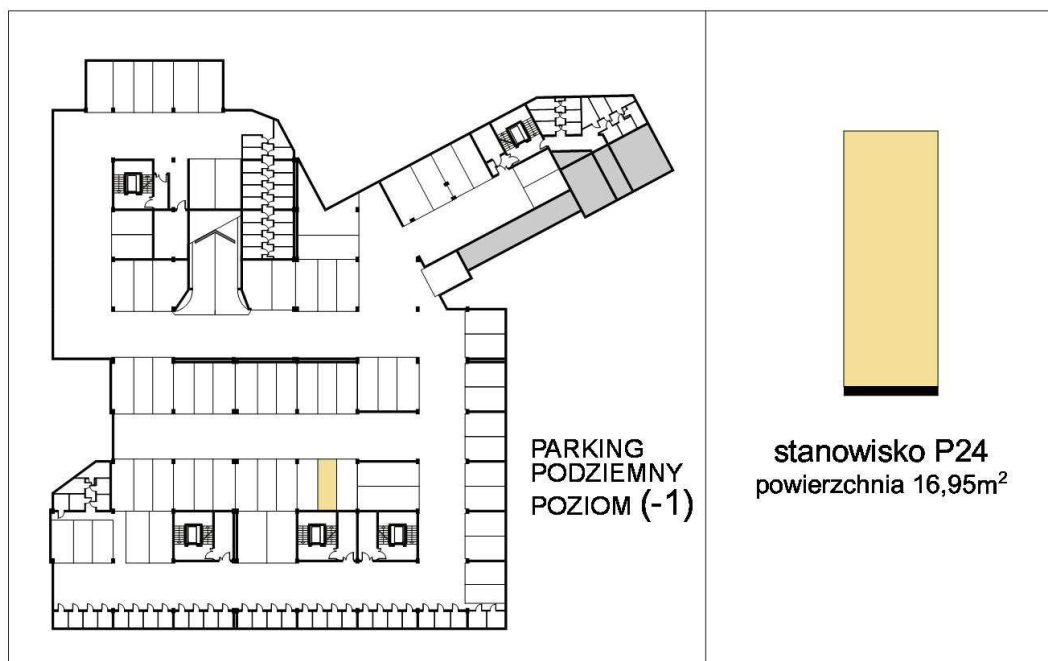 PARKING
PODZIEMNY
POZIOM (-1)
stanowisko P24
powierzchnia 16,95m²